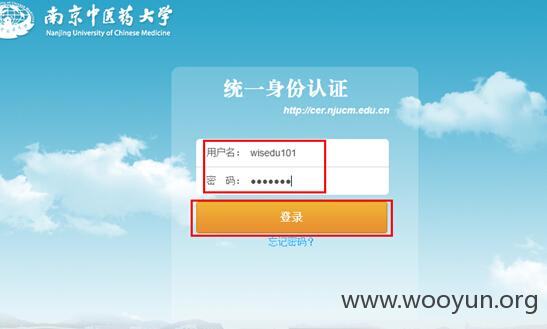 南京中医药大学
Nanjing University of Chinese Medicine
统一身份认证
http://cer.njucm.edu.cn
用户名： wisedu101
密 码： ●●●●●●●
登录
忘记密码？
www.wooyun.org